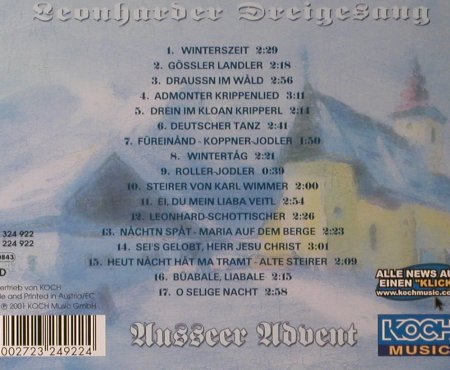 Leonharder Dreigesang
1. WINTERSZEIT 2:29
2. GÖSSLER LANDLER 2:18
3. DRAUSSN IM WÅLD 2:56
4. ADMONTER KRIPPENLIED 3:11
5. DREIN IM KLOAN KRIPPERL 1:14
6. DEUTSCHER TANZ 2:41
7. FÜREINÅND - KOPPNER-JODLER 1:50
8. WINTERTÅG 2:21
9. ROLLER-JODLER 0:39
10. STEIRER VON KARL WIMMER 2:00
11. EI, DU MEIN LIABA VEITL 2:51
12. LEONHARD-SCHOTTISCHER 2:26
13. NÅCHTN SPÅT - MARIA AUF DEM BERGE 2:23
14. SEI'S GELOBT, HERR JESU CHRIST 3:01
15. HEUT NÅCHT HÅT MA TRAMT - ALTE STEIRER 2:09
16. BÜABALE, LIABALE 2:15
17. O SELIGE NACHT 2:58
324 922
224 922
0843
D
ertrieb von KOCH
e and Printed in Austria/EC
℗ © 2001 KOCH Music GmbH
ALLE NEWS AU
EINEN "KLICK
www.kochmusic.co
KOCH
MUSIC
Ausseer Advent
002723 249224